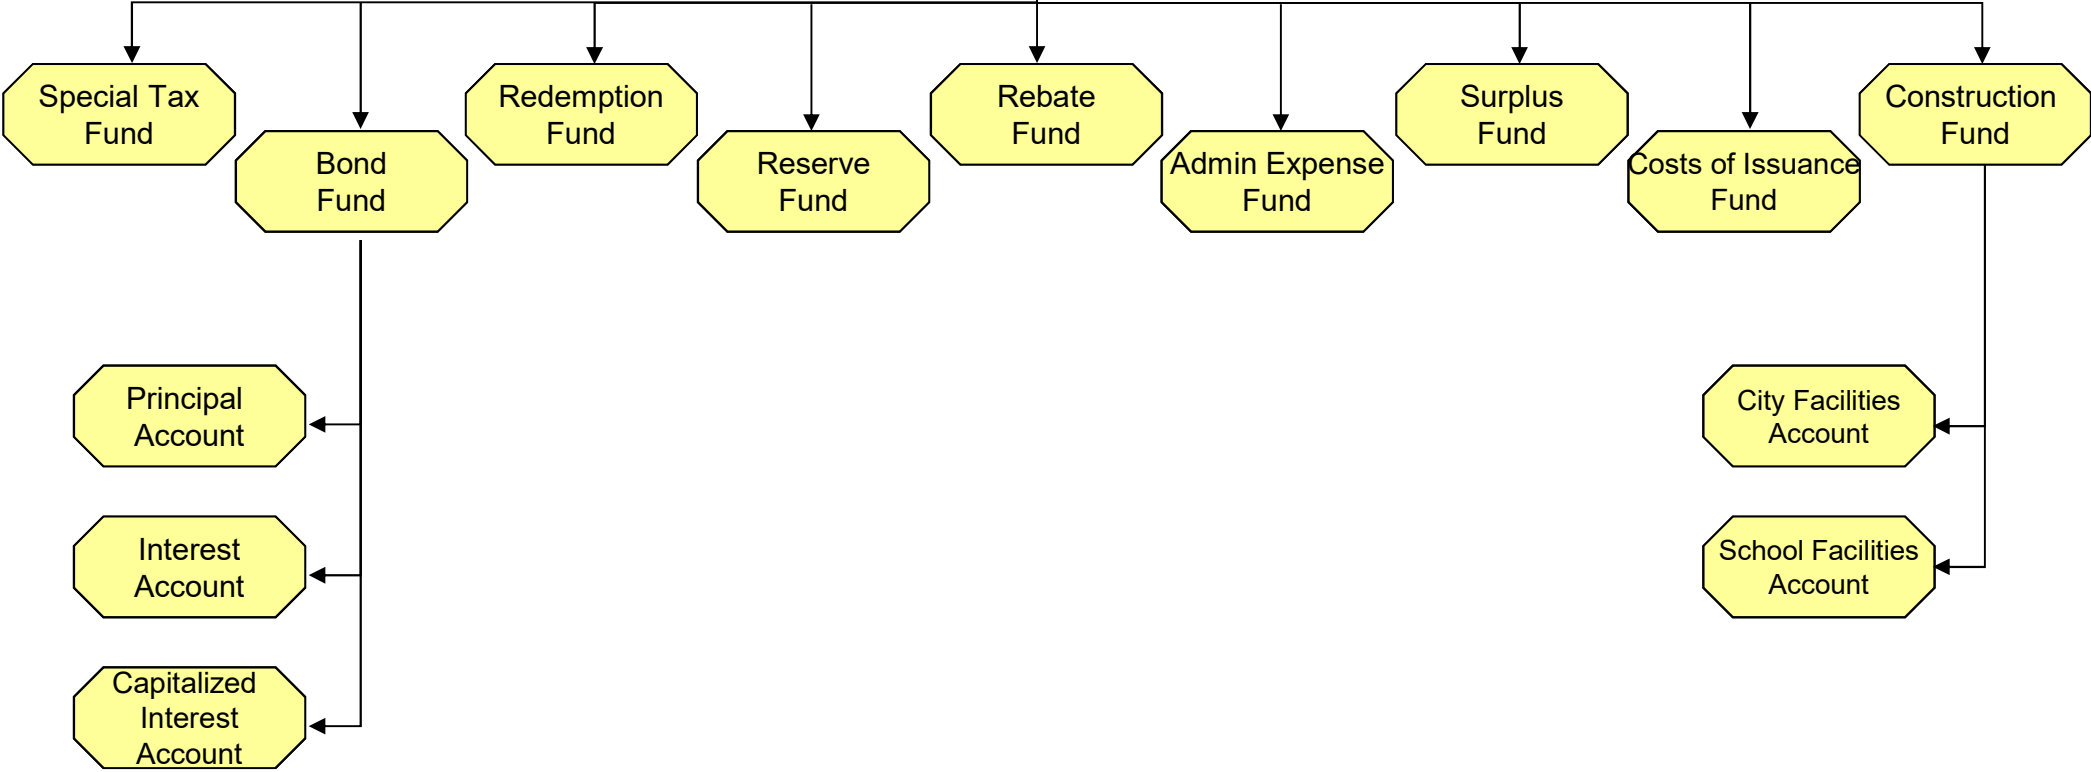 Special Tax
Fund
Bond
Fund
Redemption
Fund
Reserve
Fund
Rebate
Fund
Admin Expense
Fund
Surplus
Fund
Costs of Issuance
Fund
Construction
Fund
Principal
Account
Interest
Account
Capitalized
Interest
Account
City Facilities
Account
School Facilities
Account